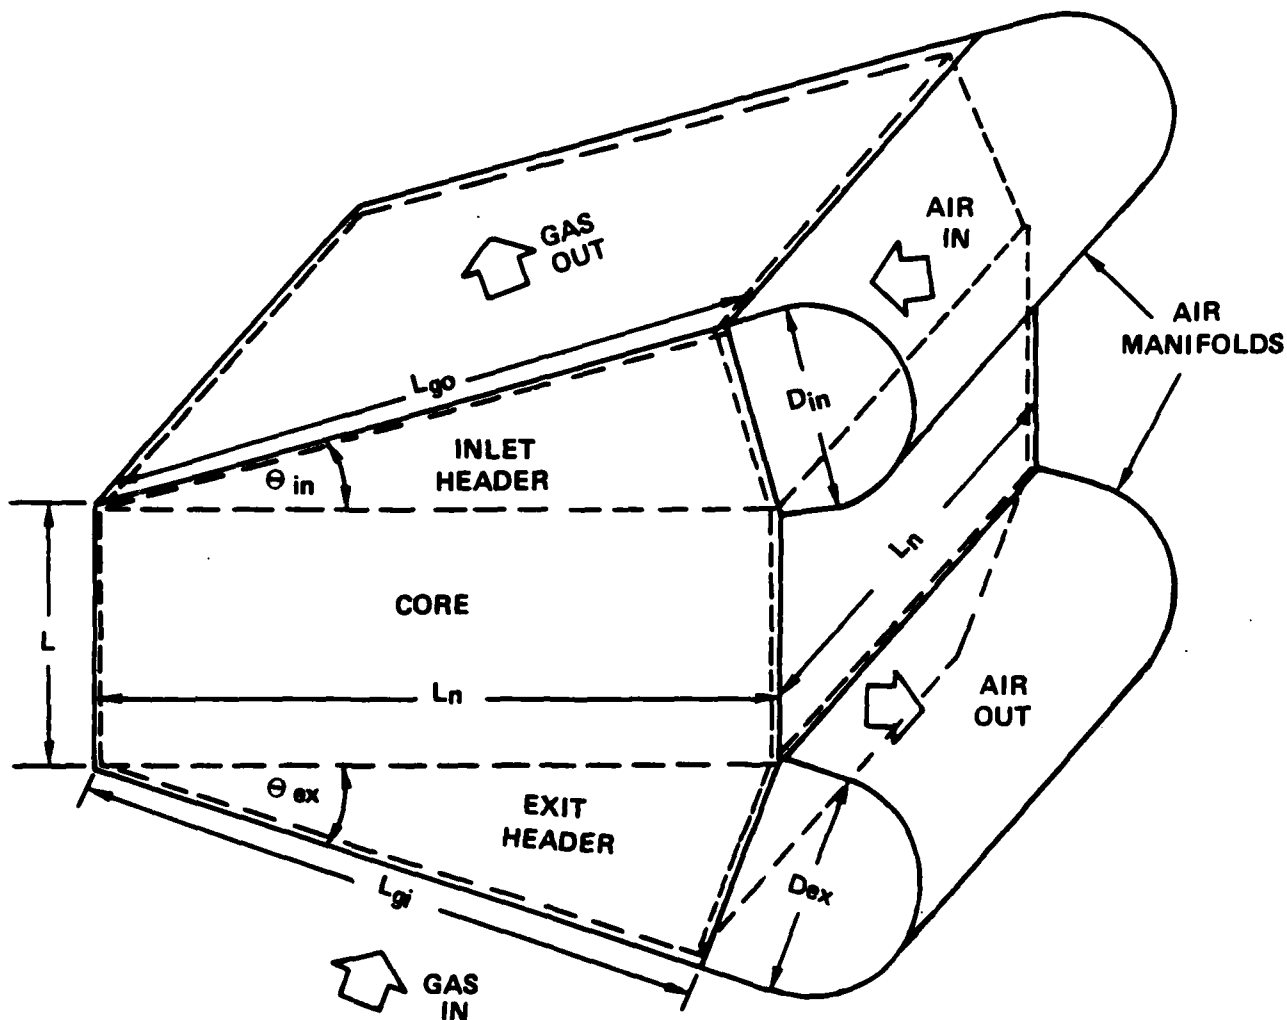 GAS
OUT
AIR
IN
AIR
MANIFOLDS
Lgo
Din
INLET
HEADER
Θ in
Ln
CORE
L
Ln
AIR
OUT
Θ ex
EXIT
HEADER
Lgi
Dex
GAS
IN